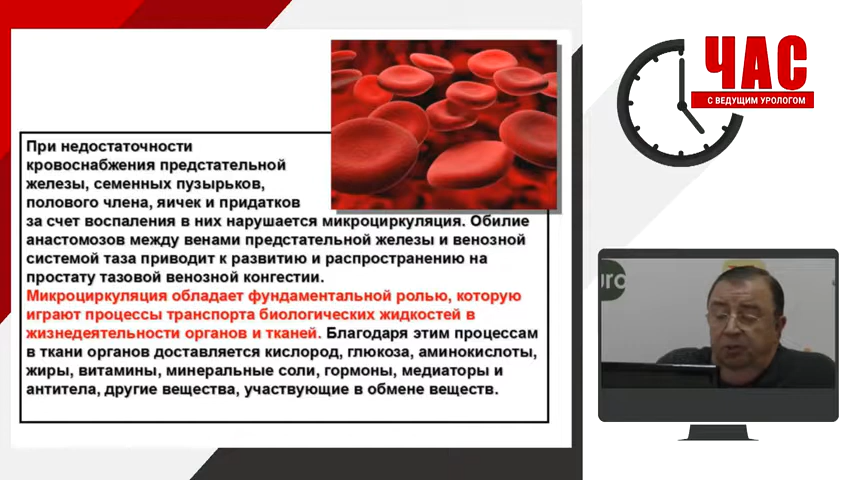 При недостаточности
кровоснабжения предстательной
железы, семенных пузырьков,
полового члена, яичек и придатков
за счет воспаления в них нарушается микроциркуляция. Обилие
анастомозов между венами предстательной железы и венозной
системой таза приводит к развитию и распространению на
простату тазовой венозной конгестии.
Микроциркуляция обладает фундаментальной ролью, которую
играют процессы транспорта биологических жидкостей в
жизнедеятельности органов и тканей. Благодаря этим процессам
в ткани органов доставляется кислород, глюкоза, аминокислоты,
жиры, витамины, минеральные соли, гормоны, медиаторы и
антитела, другие вещества, участвующие в обмене веществ.
ЧАС
С ВЕДУЩИМ УРОЛОГОМ
uro